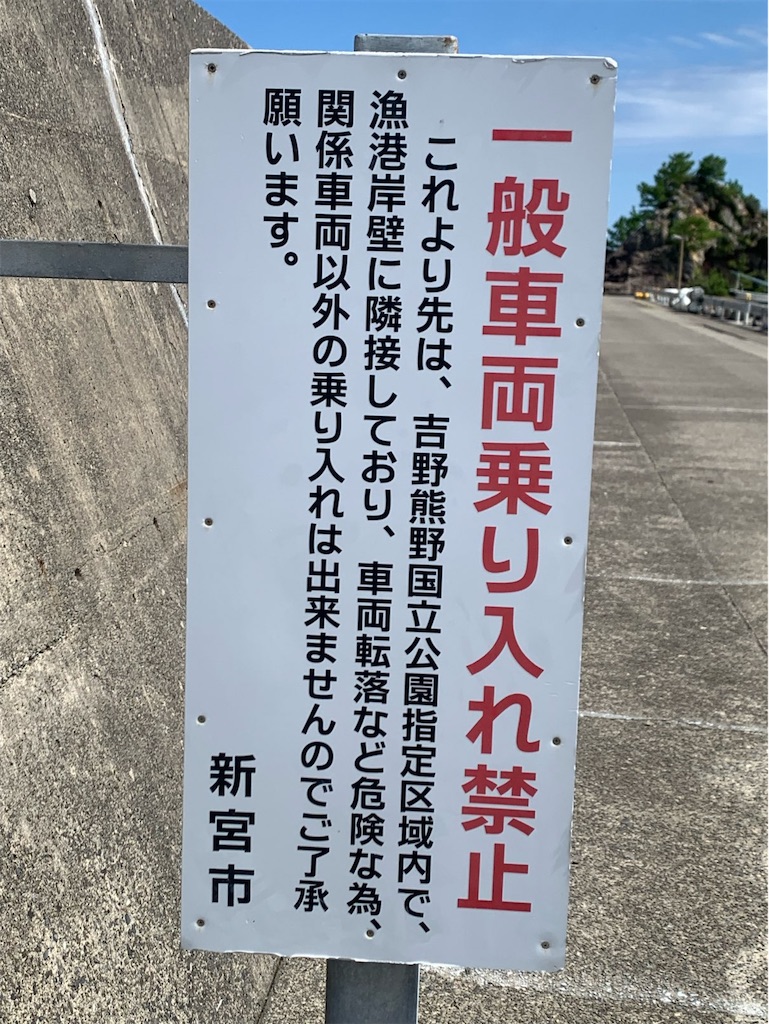 一般車両乗り入れ禁止
これより先は、吉野熊野国立公園指定区域内で、
漁港岸壁に隣接しており、車両転落など危険な為、
関係車両以外の乗り入れは出来ませんのでご了承
願います。
新宮市